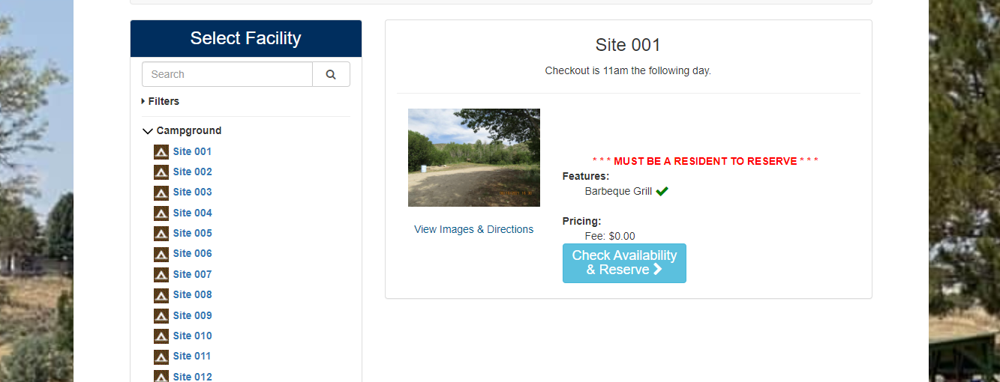 Select Facility
Search
Filters
Campground
Site 001
Site 002
Site 003
Site 004
Site 005
Site 006
Site 007
Site 008
Site 009
Site 010
Site 011
Site 012
Site 001
Checkout is 11am the following day.
View Images & Directions
* * * MUST BE A RESIDENT TO RESERVE * * *
Features:
Barbeque Grill
Pricing:
Fee: $0.00
Check Availability
& Reserve